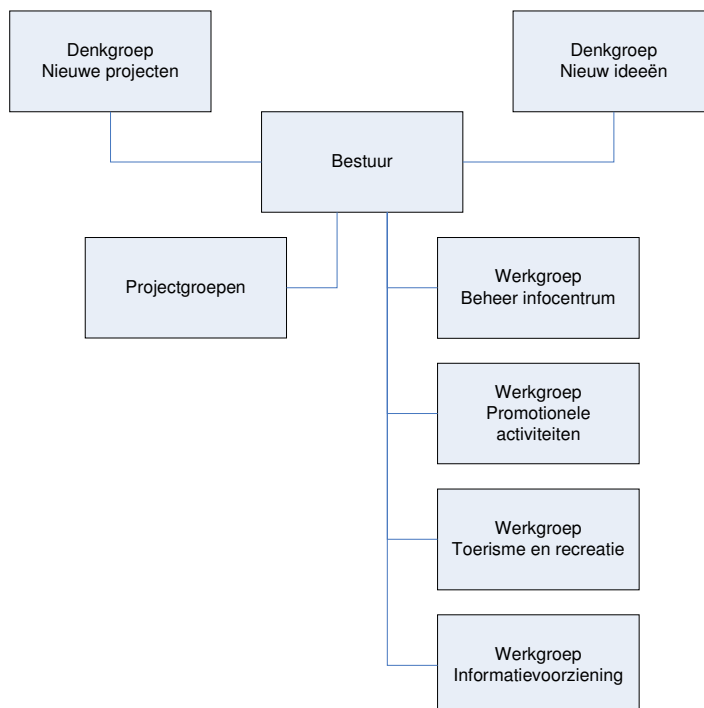 Denkgroep
Nieuwe projecten
Denkgroep
Nieuw ideeën
Bestuur
Projectgroepen
Werkgroep
Beheer infocentrum
Werkgroep
Promotionele
activiteiten
Werkgroep
Toerisme en recreatie
Werkgroep
Informatievoorziening